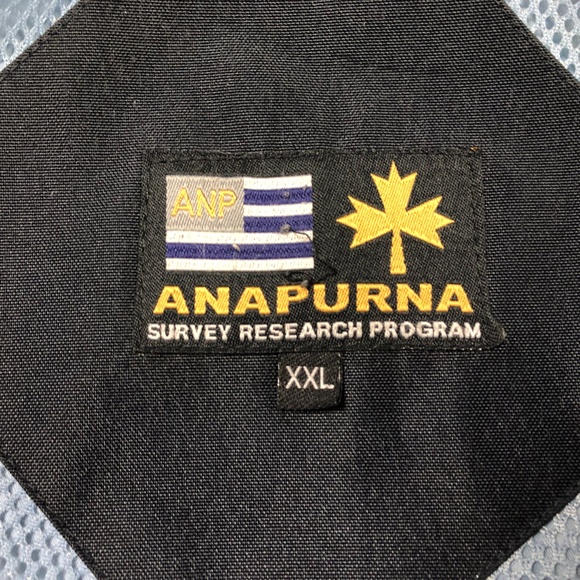 ANP
ANAPURNA
SURVEY RESEARCH PROGRAM
XXL